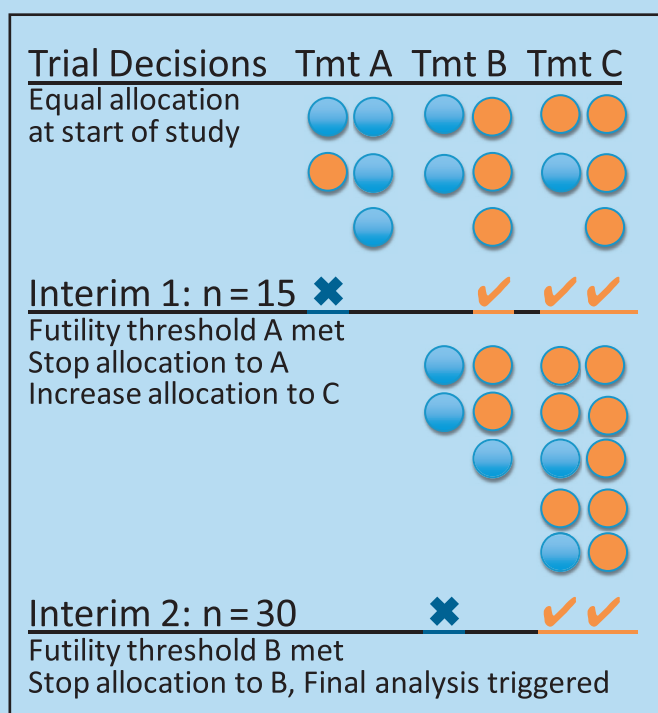 Trial Decisions Tmt A Tmt B Tmt C
Equal allocation
at start of study
Interim 1: n = 15
Futility threshold A met
Stop allocation to A
Increase allocation to C
Interim 2: n = 30
Futility threshold B met
Stop allocation to B, Final analysis triggered